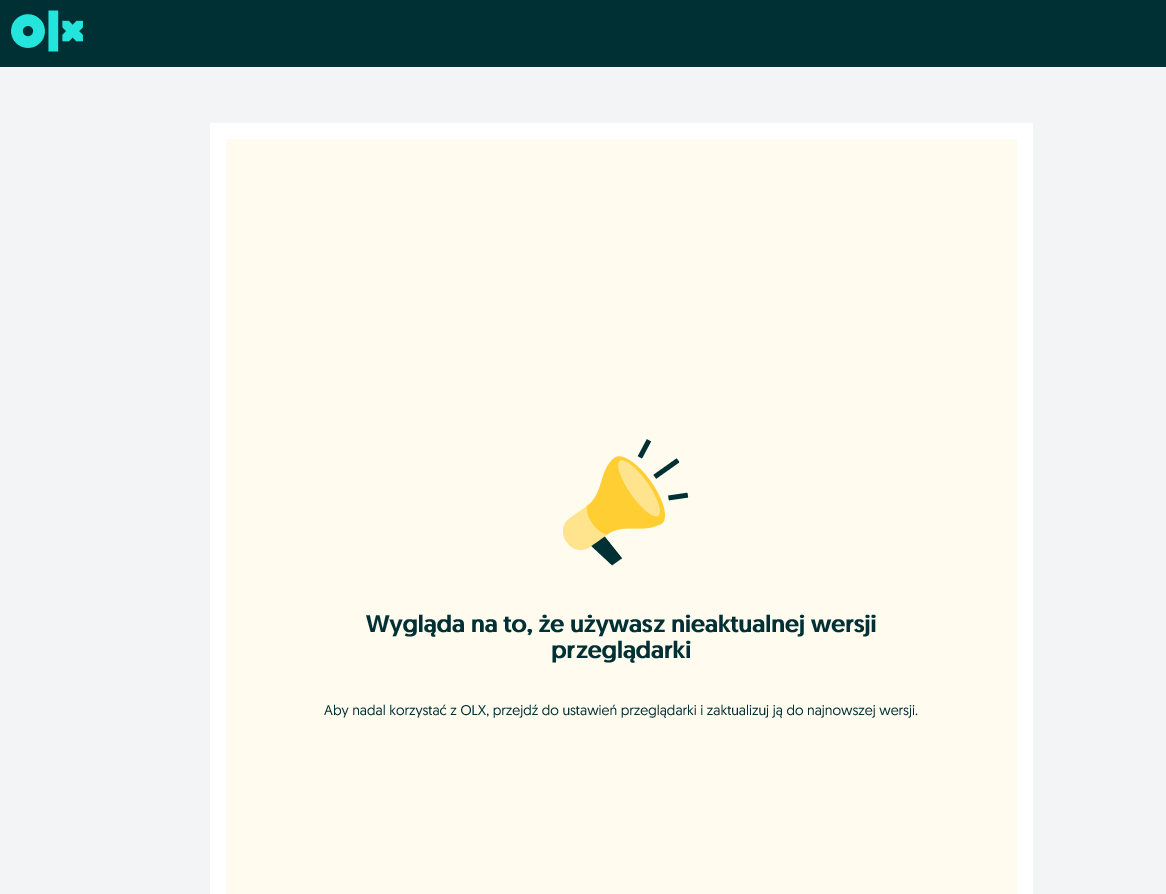 olx
Wygląda na to, że używasz nieaktualnej wersji
przeglądarki
Aby nadal korzystać z OLX, przejdź do ustawień przeglądarki i zaktualizuj ją do najnowszej wersji.